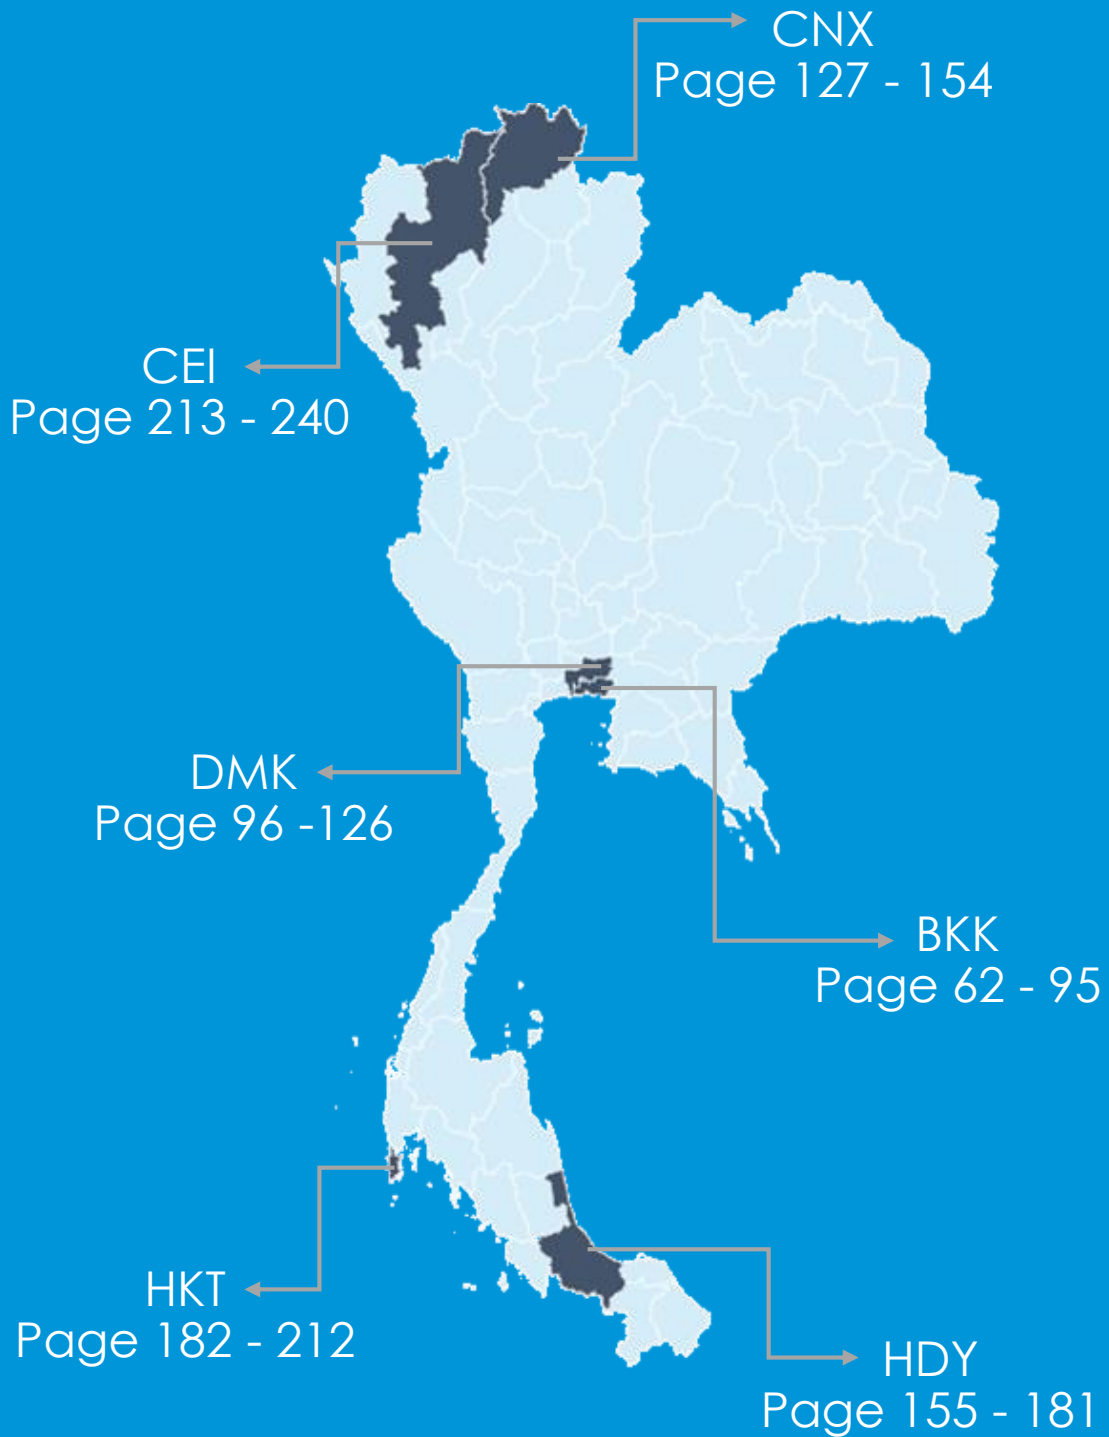 CNX
Page 127 - 154
CEI
Page 213 - 240
DMK
Page 96 -126
BKK
Page 62 - 95
HKT
Page 182 - 212
HDY
Page 155 - 181